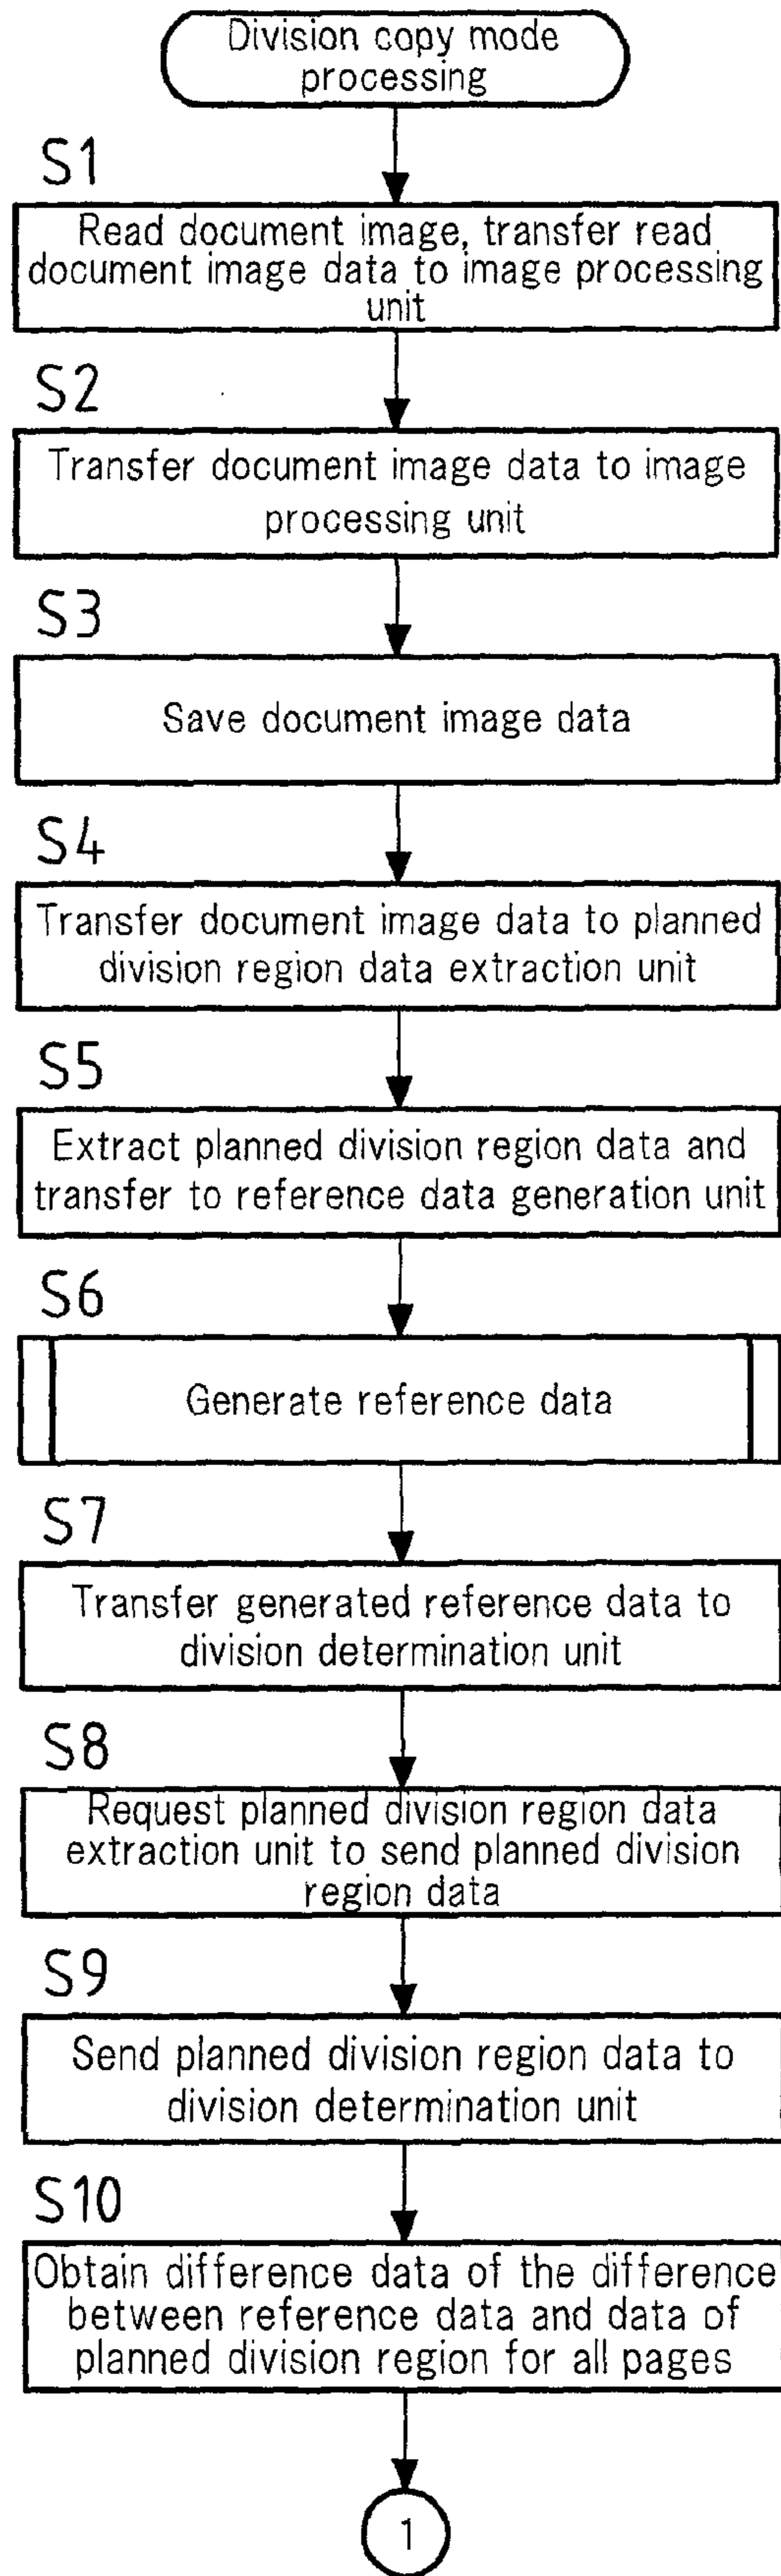 Division copy mode
processing
S1
Read document image, transfer read
document image data to image processing
unit
S2
Transfer document image data to image
processing unit
S3
Save document image data
S4
Transfer document image data to planned
division region data extraction unit
S5
Extract planned division region data and
transfer to reference data generation unit
S6
Generate reference data
S7
Transfer generated reference data to
division determination unit
S8
Request planned division region data
extraction unit to send planned division
region data
S9
Send planned division region data to
division determination unit
S10
Obtain difference data of the difference
between reference data and data of
planned division region for all pages
1